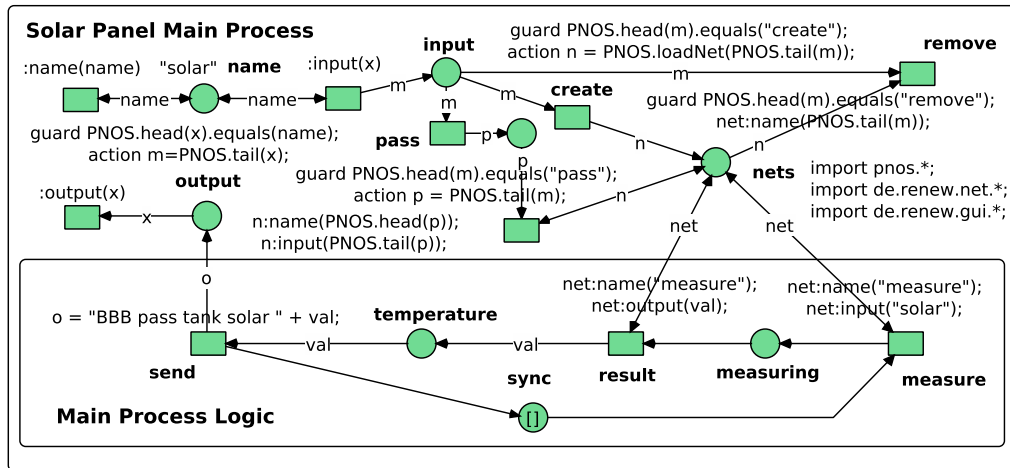 Solar Panel Main Process
guard PNOS.head(m).equals("create");
action n = PNOS.loadNet(PNOS.tail(m));
input
remove
:name(name)
"solar"
name
:input(x)
m
create
name
name
m
m
m
guard PNOS.head(m).equals("remove");
net:name(PNOS.tail(m));
guard PNOS.head(x).equals(name);
action m=PNOS.tail(x);
pass
p
n
n
p
guard PNOS.head(m).equals("pass");
action p = PNOS.tail(m);
nets
import pnos.*;
import de.renew.net.*;
import de.renew.gui.*;
:output(x)
output
n
x
n:name(PNOS.head(p));
n:input(PNOS.tail(p));
net
net
o
net:name("measure");
net:output(val);
net:name("measure");
net:input("solar");
o = "BBB pass tank solar " + val;
temperature
val
val
send
sync
result
measuring
measure
[]
Main Process Logic